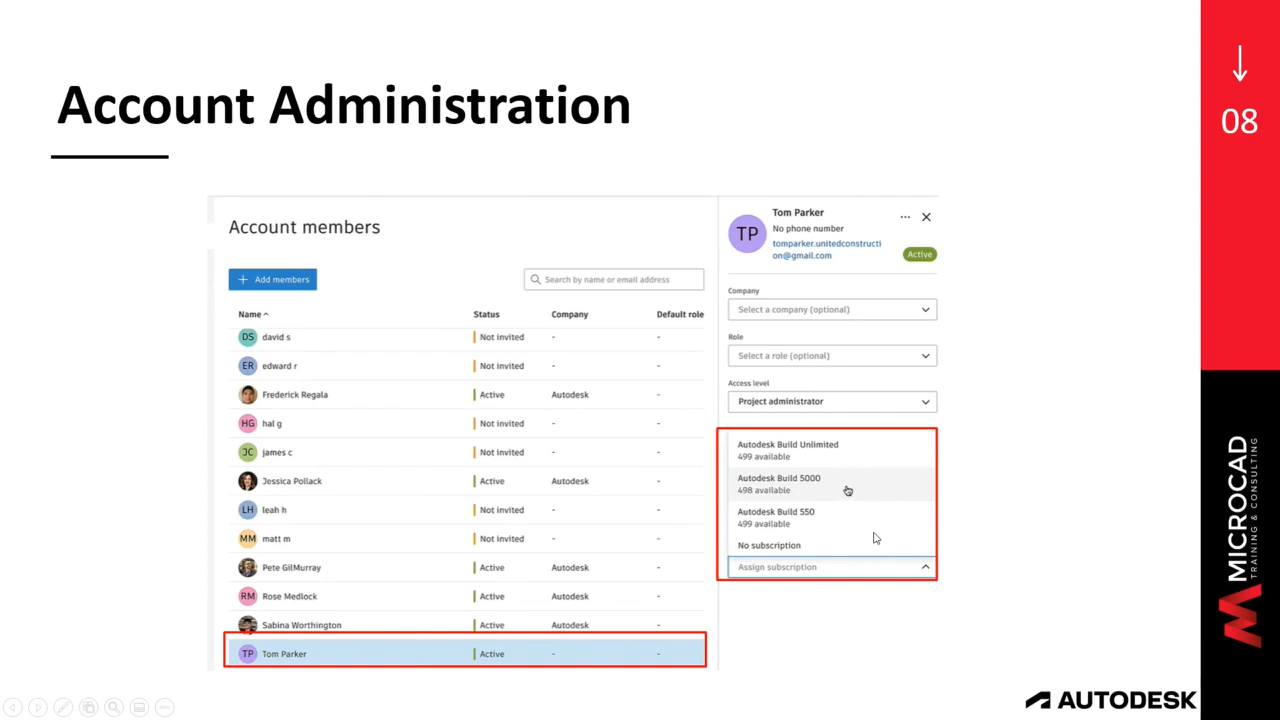 Account Administration
08
Account members
+ Add members
Search by name or email address
Name
Status
Company
Default role
DS david s Not invited - -
ER edward r Not invited - -
Frederick Regala Active Autodesk -
HG hal g Not invited - -
JC james c Not invited - -
Jessica Pollack Active Autodesk -
LH leah h Not invited - -
MM matt m Not invited - -
Pete GilMurray Active Autodesk -
RM Rose Medlock Active Autodesk -
Sabina Worthington Active Autodesk -
TP Tom Parker Active - -
TP
Tom Parker
No phone number
tomparker.unitedconstructi
on@gmail.com
Active
Company
Select a company (optional)
Role
Select a role (optional)
Access level
Project administrator
Autodesk Build Unlimited
499 available
Autodesk Build 5000
498 available
Autodesk Build 550
499 available
No subscription
Assign subscription
MICROCAD
TRAINING & CONSULTING
AUTODESK